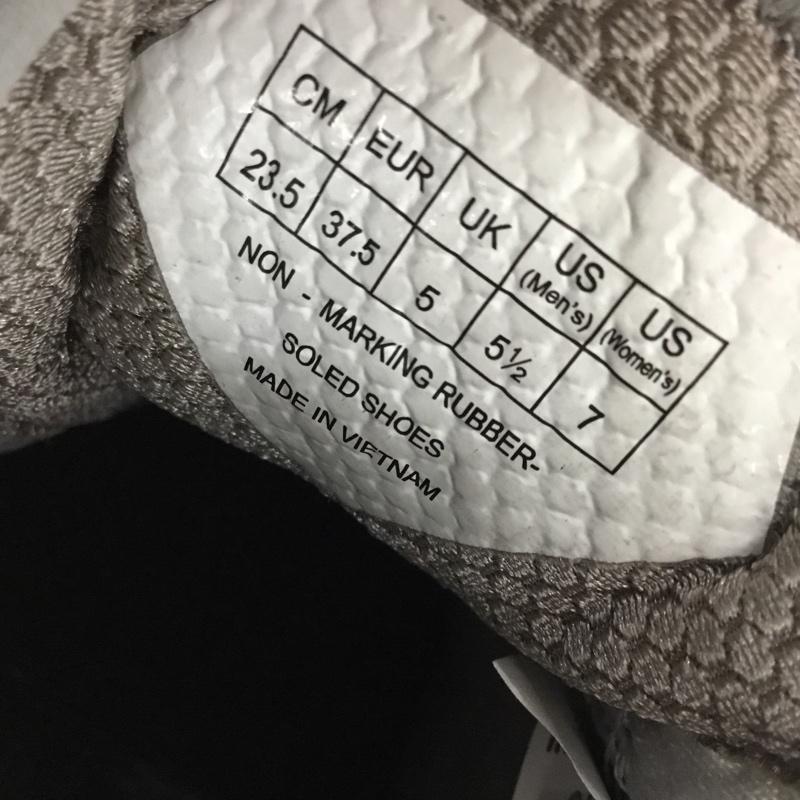 CM EUR UK US (Men's) US (Women's)
23.5 37.5 5 5½ 7
NON - MARKING RUBBER-
SOLED SHOES
MADE IN VIETNAM